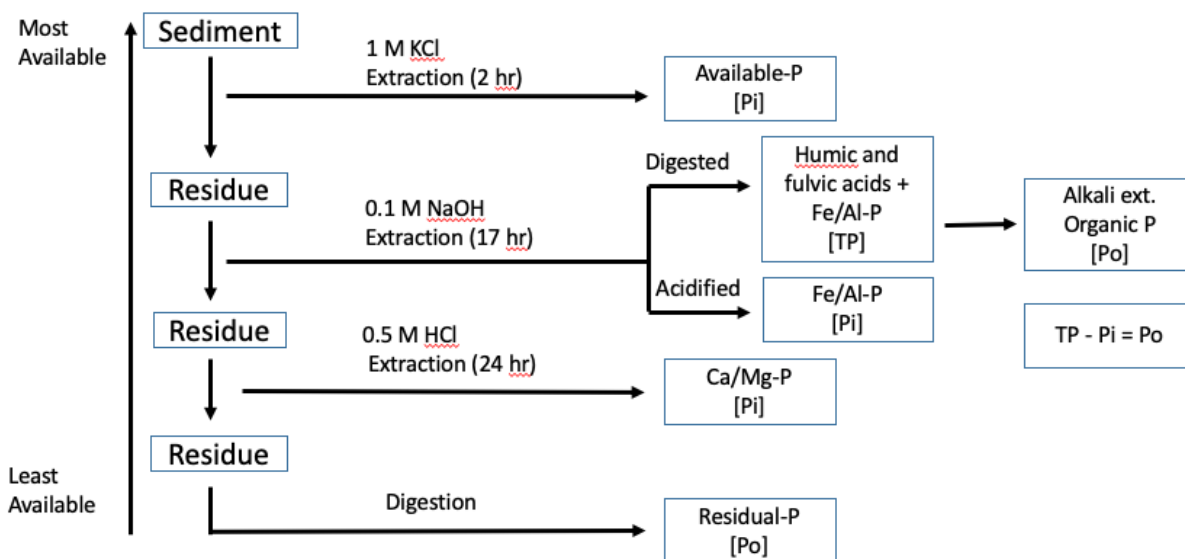 Most
Available
Sediment
1 M KCl
Extraction (2 hr)
Available-P
[Pi]
Residue
0.1 M NaOH
Extraction (17 hr)
Digested
Humic and
fulvic acids +
Fe/Al-P
[TP]
Alkali ext.
Organic P
[Po]
Acidified
Fe/Al-P
[Pi]
TP - Pi = Po
Residue
0.5 M HCl
Extraction (24 hr)
Ca/Mg-P
[Pi]
Residue
Least
Available
Digestion
Residual-P
[Po]